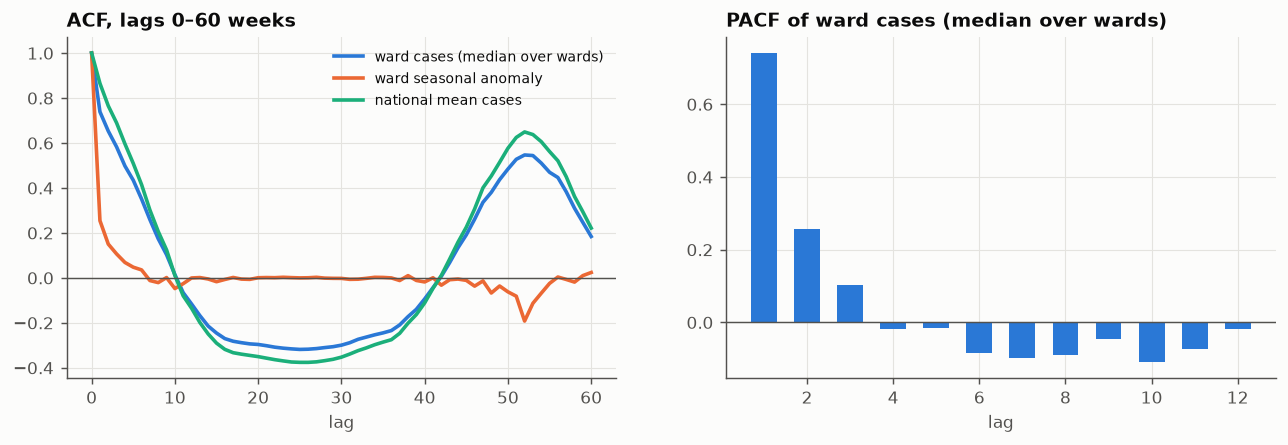 ACF, lags 0–60 weeks
ward cases (median over wards)
ward seasonal anomaly
national mean cases
1.0
0.8
0.6
0.4
0.2
0.0
−0.2
−0.4
0 10 20 30 40 50 60
lag
PACF of ward cases (median over wards)
0.6
0.4
0.2
0.0
2 4 6 8 10 12
lag